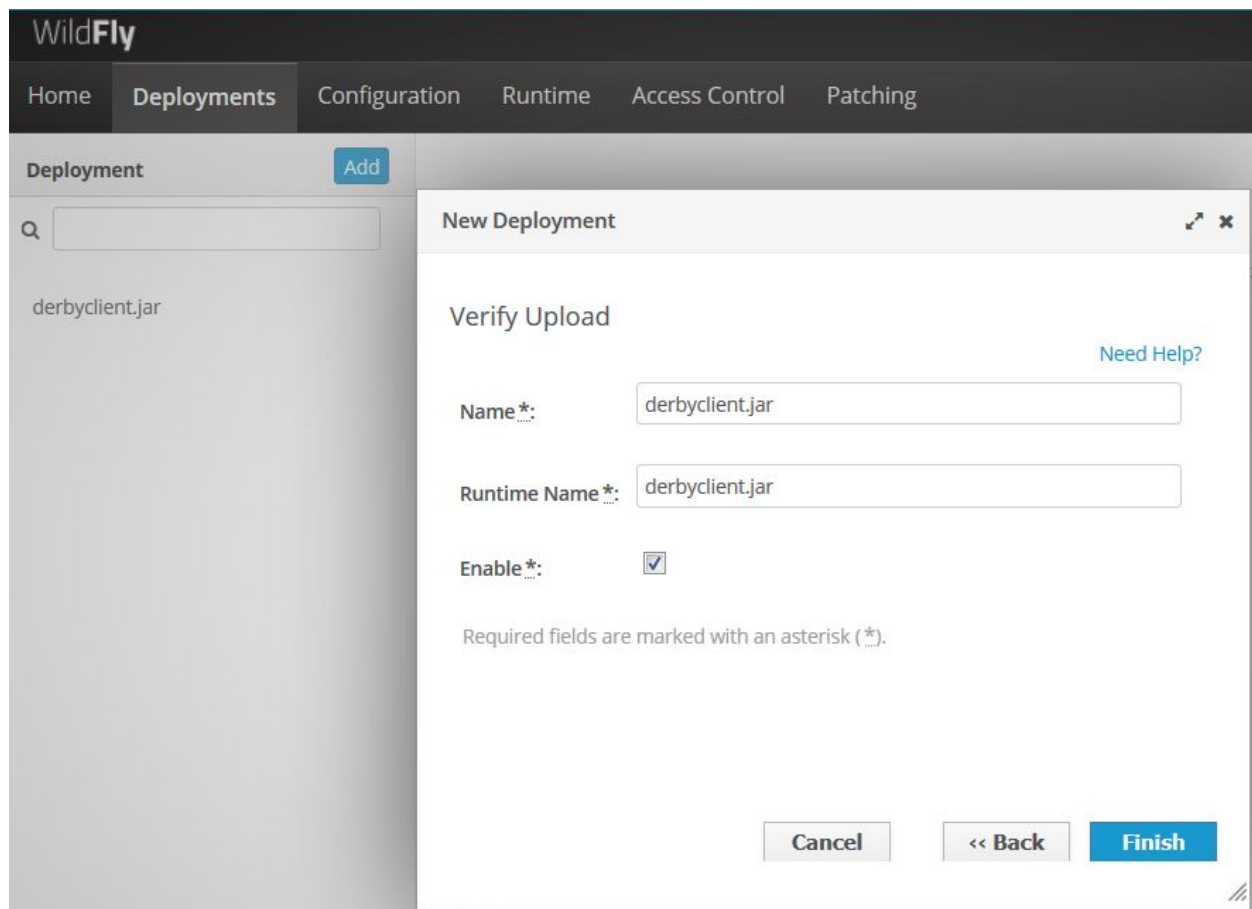 WildFly
Home Deployments Configuration Runtime Access Control Patching
Deployment Add
New Deployment
derbyclient.jar
Verify Upload
Need Help?
Name*: derbyclient.jar
Runtime Name*: derbyclient.jar
Enable*:
Required fields are marked with an asterisk (*).
Cancel << Back Finish